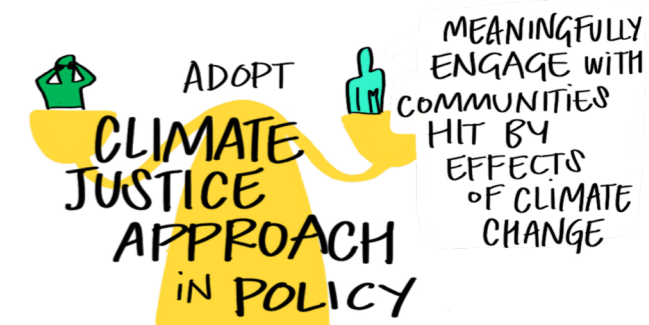 ADOPT
CLIMATE
JUSTICE
APPROACH
iN POLICY
MEANINGFULLY
ENGAGE WiTH
COMMUNITIES
HIT BY
EFFECTS
OF CLIMATE
CHANGE